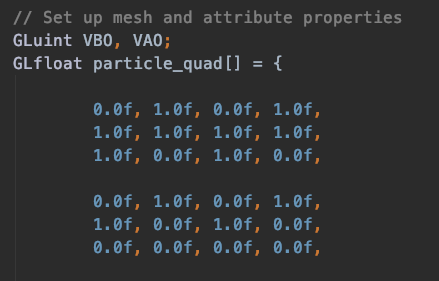 // Set up mesh and attribute properties
GLuint VBO, VAO;
GLfloat particle_quad[] = {
0.0f, 1.0f, 0.0f, 1.0f,
1.0f, 1.0f, 1.0f, 1.0f,
1.0f, 0.0f, 1.0f, 0.0f,
0.0f, 1.0f, 0.0f, 1.0f,
1.0f, 0.0f, 1.0f, 0.0f,
0.0f, 0.0f, 0.0f, 0.0f,